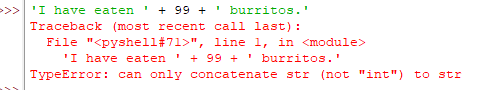 >>> 'I have eaten ' + 99 + ' burritos.'
Traceback (most recent call last):
  File "<pyshell#71>", line 1, in <module>
    'I have eaten ' + 99 + ' burritos.'
TypeError: can only concatenate str (not "int") to str
>>>